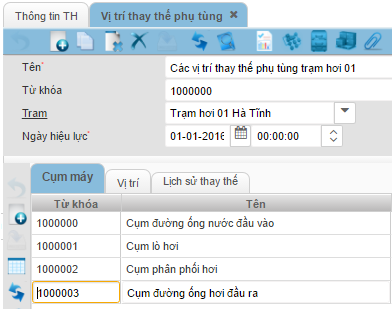 Thông tin TH
Vị trí thay thế phụ tùng
Tên* Các vị trí thay thế phụ tùng trạm hơi 01
Từ khóa 1000000
Trạm Trạm hơi 01 Hà Tĩnh
Ngày hiệu lực* 01-01-2016 00:00:00
Cụm máy Vị trí Lịch sử thay thế
Từ khóa Tên
1000000 Cụm đường ống nước đầu vào
1000001 Cụm lò hơi
1000002 Cụm phân phối hơi
1000003 Cụm đường ống hơi đầu ra